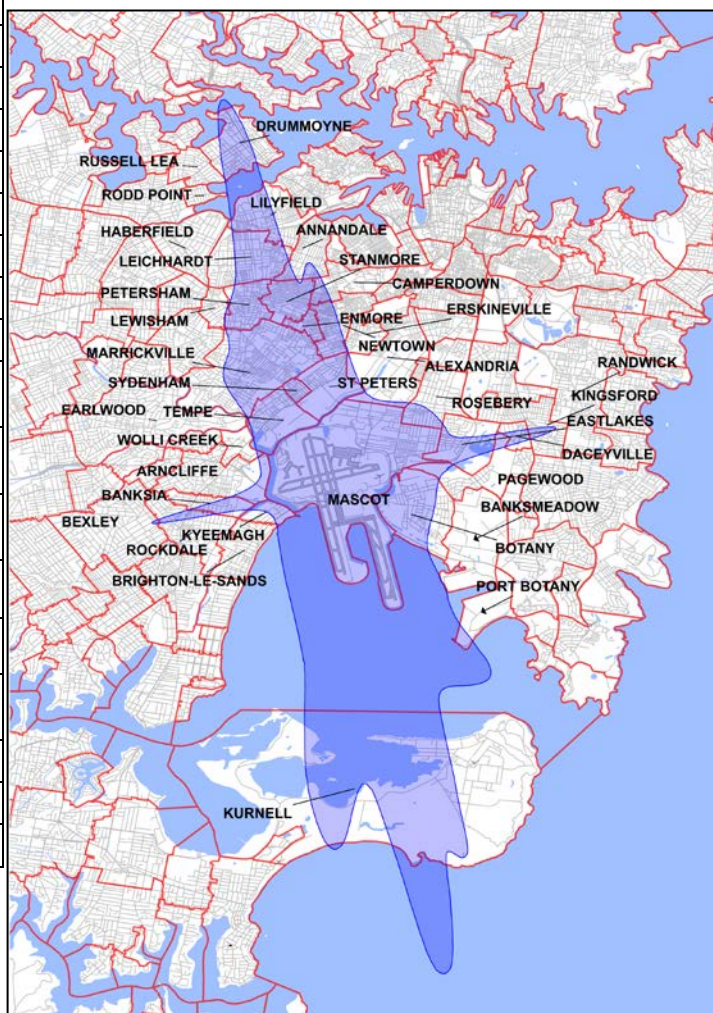 DRUMMOYNE
RUSSELL LEA
RODD POINT
LILYFIELD
HABERFIELD
ANNANDALE
LEICHHARDT
STANMORE
PETERSHAM
CAMPERDOWN
LEWISHAM
ENMORE
ERSKINEVILLE
NEWTOWN
MARRICKVILLE
ALEXANDRIA
RANDWICK
SYDENHAM
ST PETERS
KINGSFORD
EARLWOOD
TEMPE
ROSEBERY
EASTLAKES
WOLLI CREEK
DACEYVILLE
ARNCLIFFE
PAGEWOOD
BANKSIA
MASCOT
BANKSMEADOW
BEXLEY
KYEEMAGH
ROCKDALE
BOTANY
BRIGHTON-LE-SANDS
PORT BOTANY
KURNELL